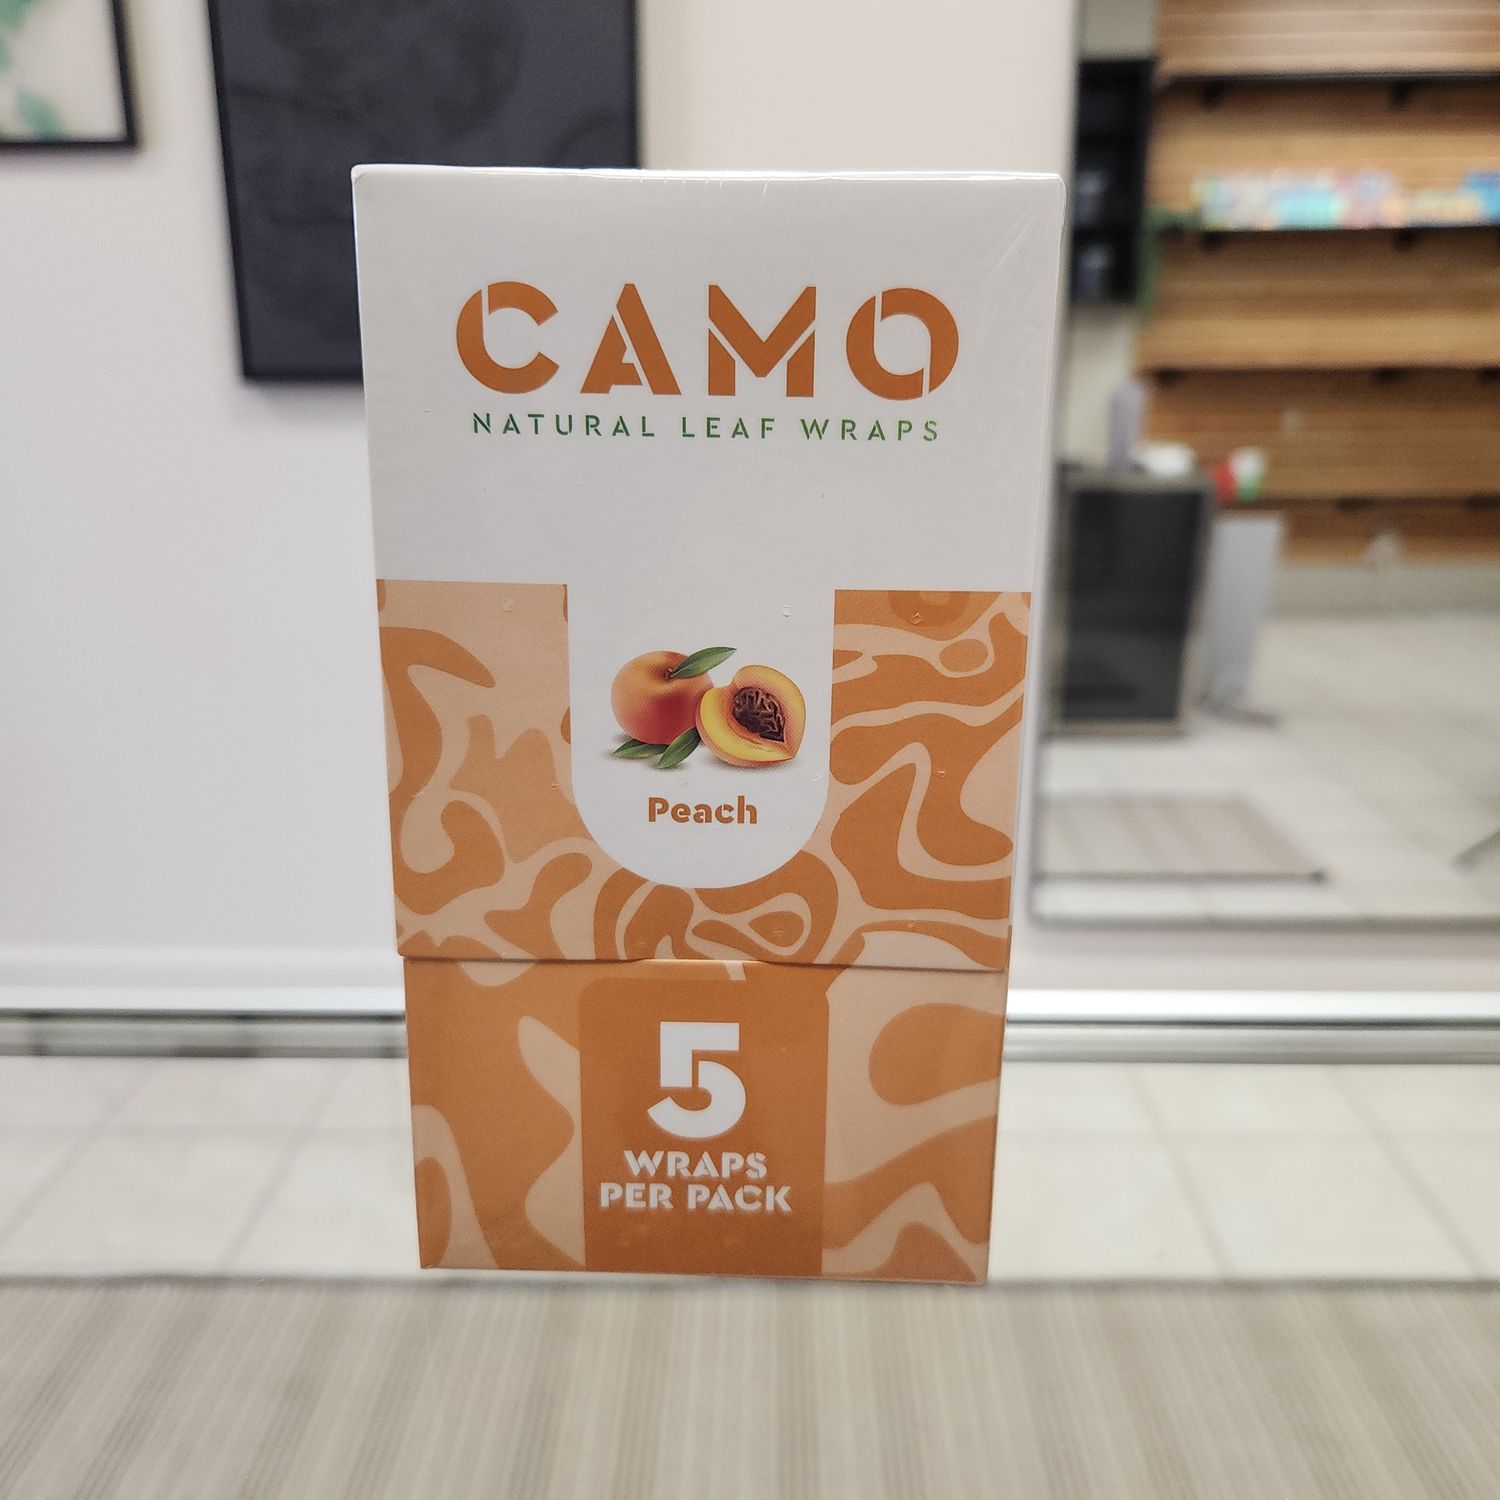 CAMO
NATURAL LEAF WRAPS
Peach
5
WRAPS
PER PACK